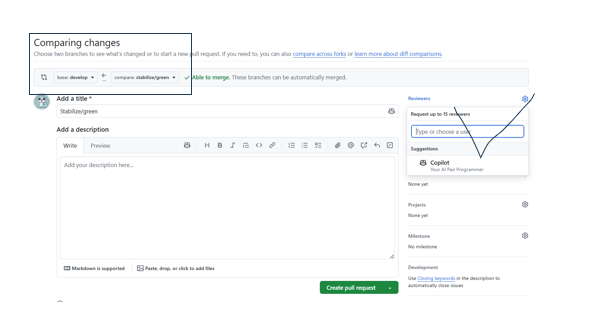 Comparing changes
Choose two branches to see what's changed or to start a new pull request. If you need to, you can also compare across forks or learn more about diff comparisons.
base: develop compare: stabilize/green Able to merge. These branches can be automatically merged.
Add a title *
Stabilize/green
Add a description
Write Preview
Add your description here...
Markdown is supported Paste, drop, or click to add files
Create pull request
Reviewers
Request up to 15 reviewers
Type or choose a user
Suggestions
Copilot
Your AI Pair Programmer
None yet
Projects
None yet
Milestone
No milestone
Development
Use Closing keywords in the description to
automatically close issues